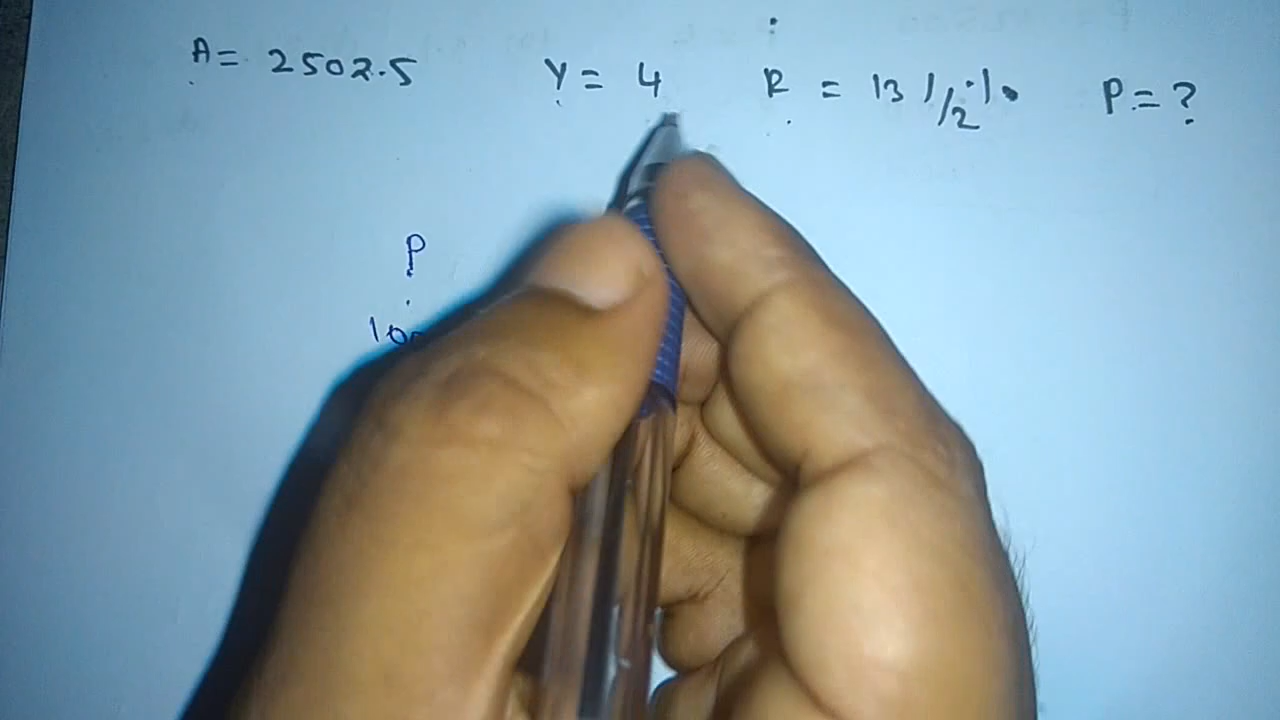 A = 2502.5 Y = 4 R = 13 1/2 % P = ?
P